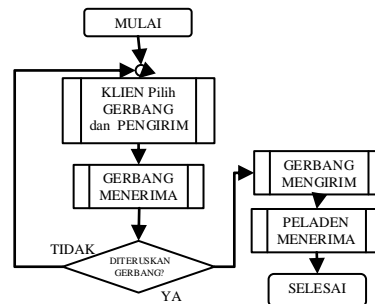 MULAI
KLIEN Pilih
GERBANG
dan PENGIRIM
GERBANG
MENERIMA
DITERUSKAN
GERBANG?
TIDAK
YA
GERBANG
MENGIRIM
PELADEN
MENERIMA
SELESAI